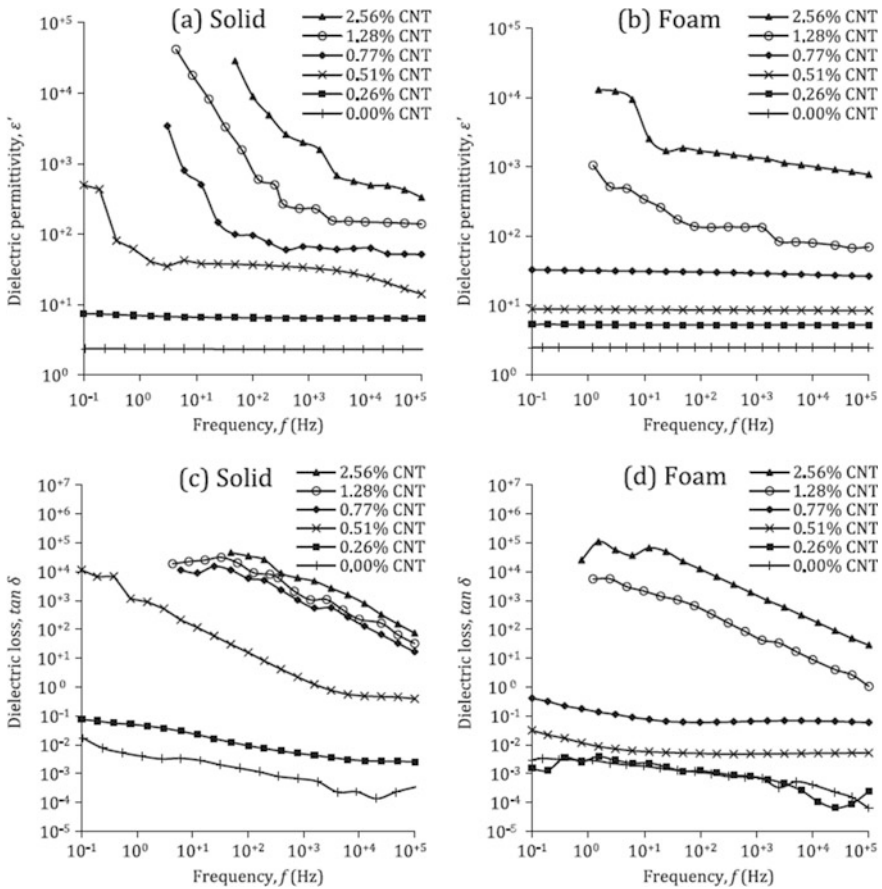 (a) Solid
2.56% CNT
1.28% CNT
0.77% CNT
0.51% CNT
0.26% CNT
0.00% CNT
Dielectric permittivity, ε′
10⁺⁵
10⁺⁴
10⁺³
10⁺²
10⁺¹
10⁰
10⁻¹ 10⁰ 10⁺¹ 10⁺² 10⁺³ 10⁺⁴ 10⁺⁵
Frequency, f (Hz)
(b) Foam
2.56% CNT
1.28% CNT
0.77% CNT
0.51% CNT
0.26% CNT
0.00% CNT
Dielectric permittivity, ε′
10⁺⁵
10⁺⁴
10⁺³
10⁺²
10⁺¹
10⁰
10⁻¹ 10⁰ 10⁺¹ 10⁺² 10⁺³ 10⁺⁴ 10⁺⁵
Frequency, f (Hz)
(c) Solid
2.56% CNT
1.28% CNT
0.77% CNT
0.51% CNT
0.26% CNT
0.00% CNT
Dielectric loss, tan δ
10⁺⁷
10⁺⁶
10⁺⁵
10⁺⁴
10⁺³
10⁺²
10⁺¹
10⁰
10⁻¹
10⁻²
10⁻³
10⁻⁴
10⁻⁵
10⁻¹ 10⁰ 10⁺¹ 10⁺² 10⁺³ 10⁺⁴ 10⁺⁵
Frequency, f (Hz)
(d) Foam
2.56% CNT
1.28% CNT
0.77% CNT
0.51% CNT
0.26% CNT
0.00% CNT
Dielectric loss, tan δ
10⁺⁷
10⁺⁶
10⁺⁵
10⁺⁴
10⁺³
10⁺²
10⁺¹
10⁰
10⁻¹
10⁻²
10⁻³
10⁻⁴
10⁻⁵
10⁻¹ 10⁰ 10⁺¹ 10⁺² 10⁺³ 10⁺⁴ 10⁺⁵
Frequency, f (Hz)